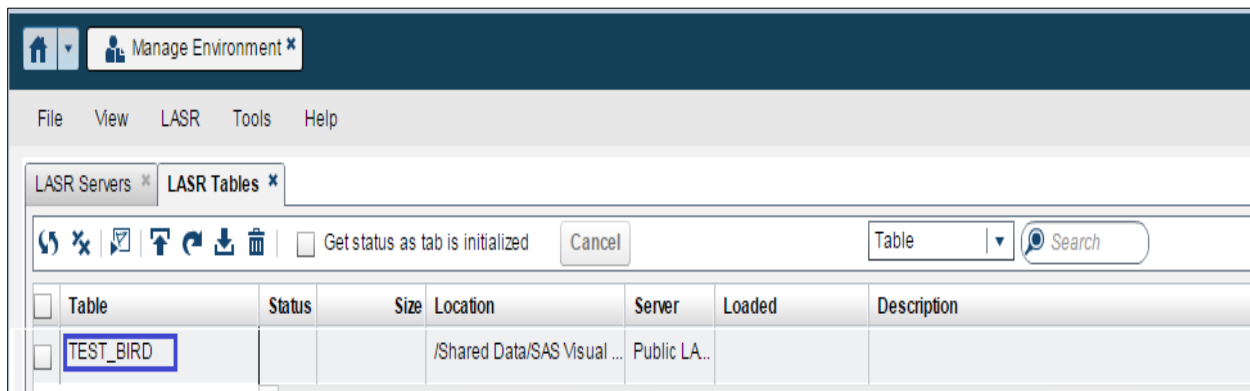 Manage Environment
File View LASR Tools Help
LASR Servers LASR Tables
Get status as tab is initialized Cancel Table Search
Table Status Size Location Server Loaded Description
TEST_BIRD /Shared Data/SAS Visual ... Public LA...